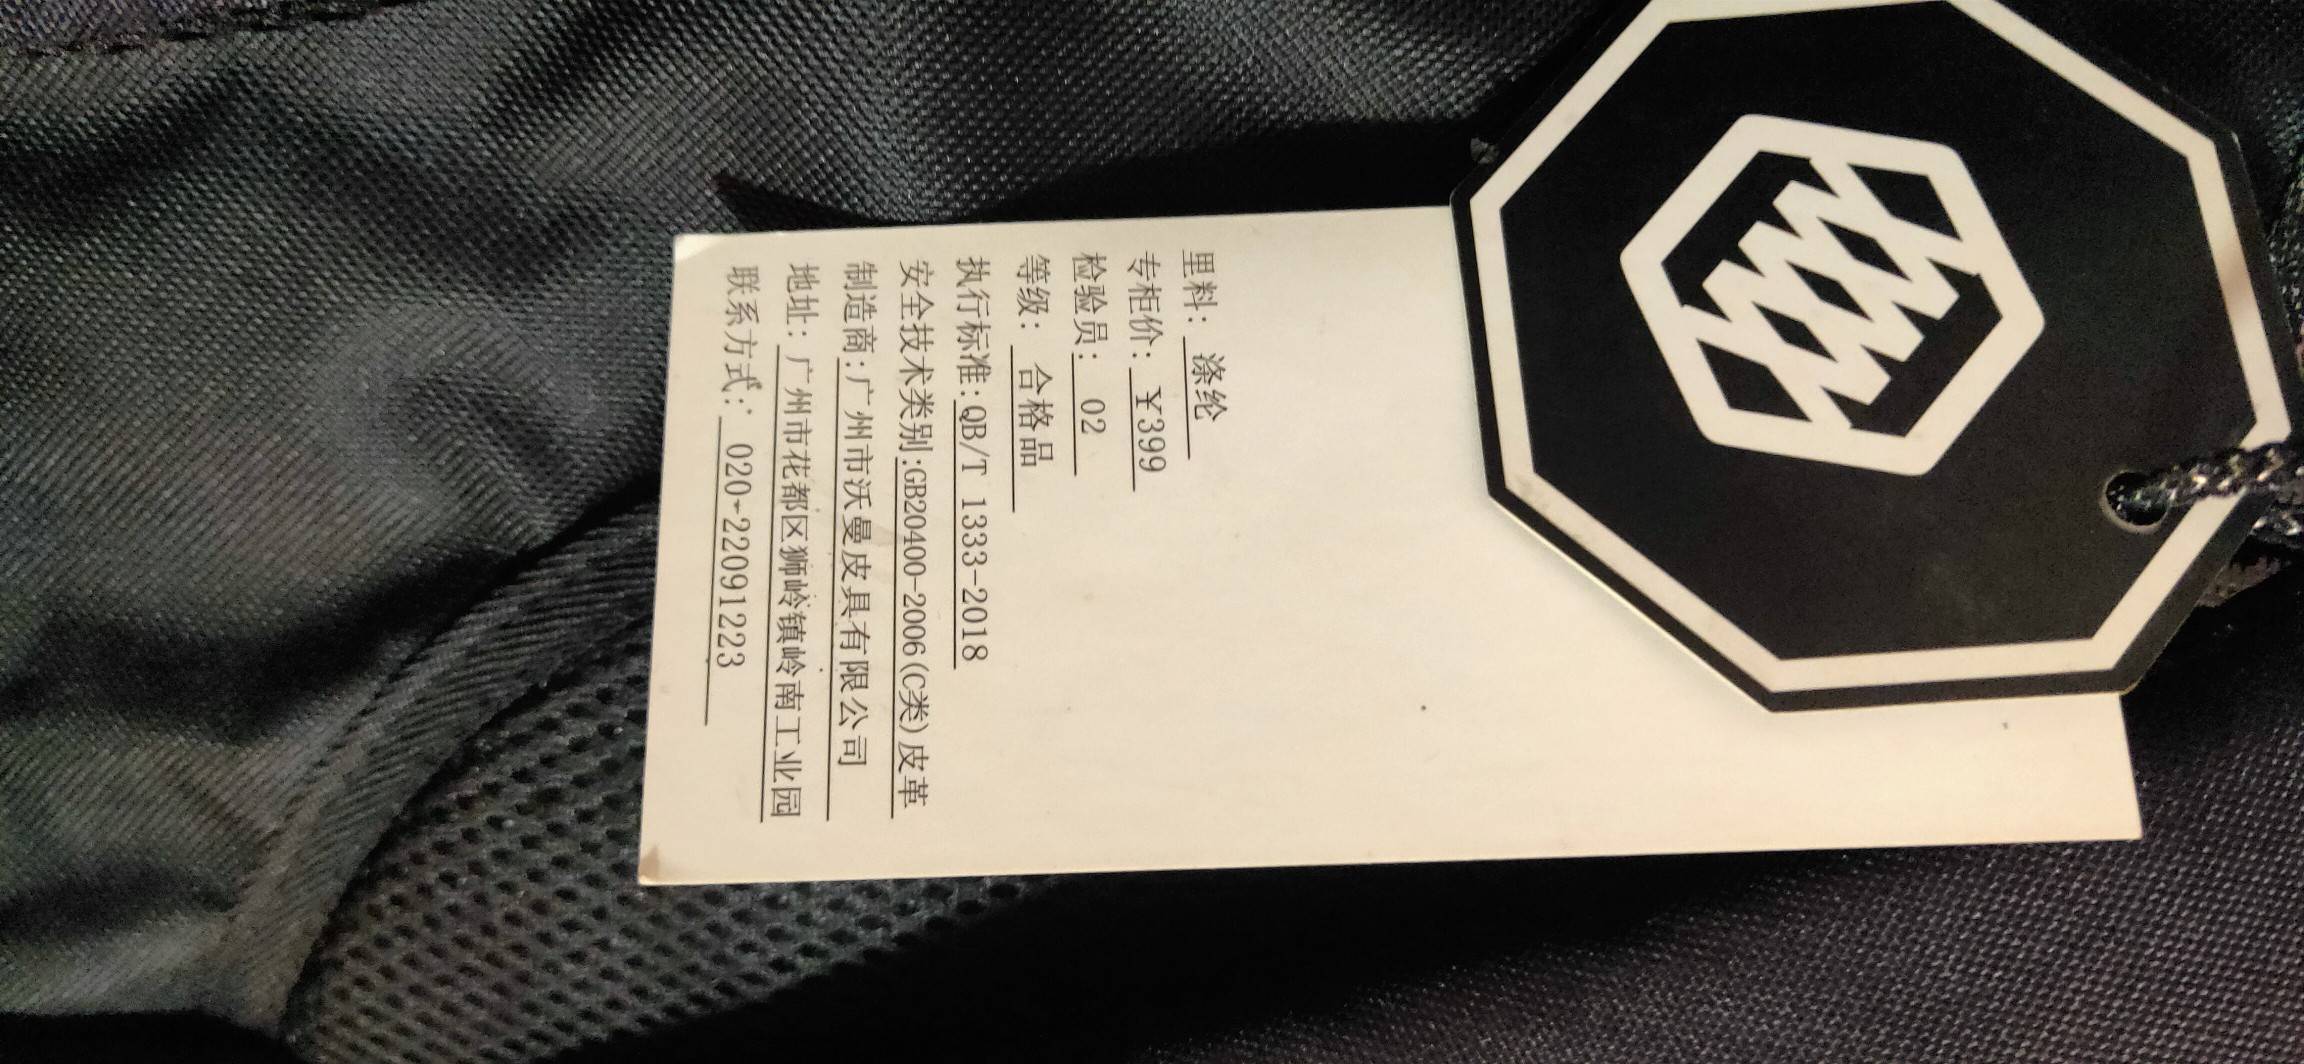 里料: 涤纶
专柜价: ¥399
检验员: 02
等级: 合格品
执行标准:QB/T 1333-2018
安全技术类别:GB20400-2006(C类)皮革
制造商:广州市沃曼皮具有限公司
地址: 广州市花都区狮岭镇岭南工业园
联系方式: 020-22091223